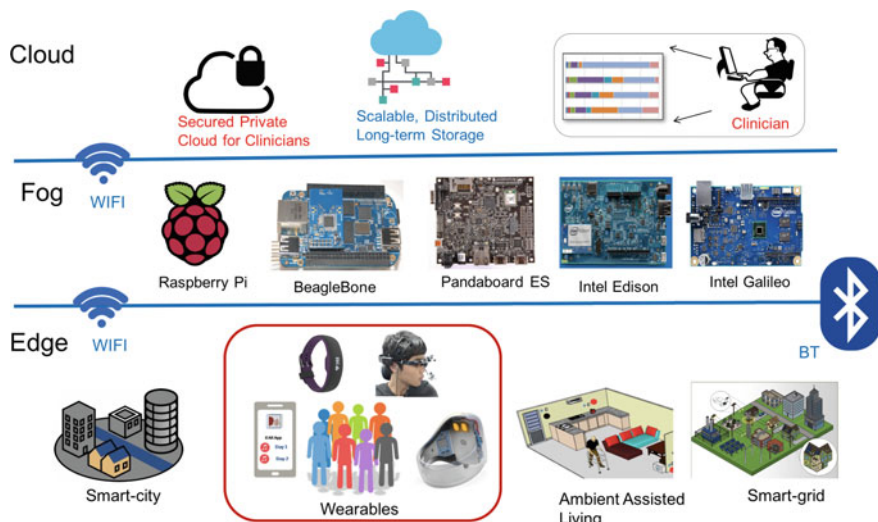 Cloud
Secured Private
Cloud for Clinicians
Scalable, Distributed
Long-term Storage
Clinician
Fog
WIFI
Raspberry Pi
BeagleBone
Pandaboard ES
Intel Edison
Intel Galileo
Edge
WIFI
BT
Smart-city
Wearables
Ambient Assisted
Living
Smart-grid